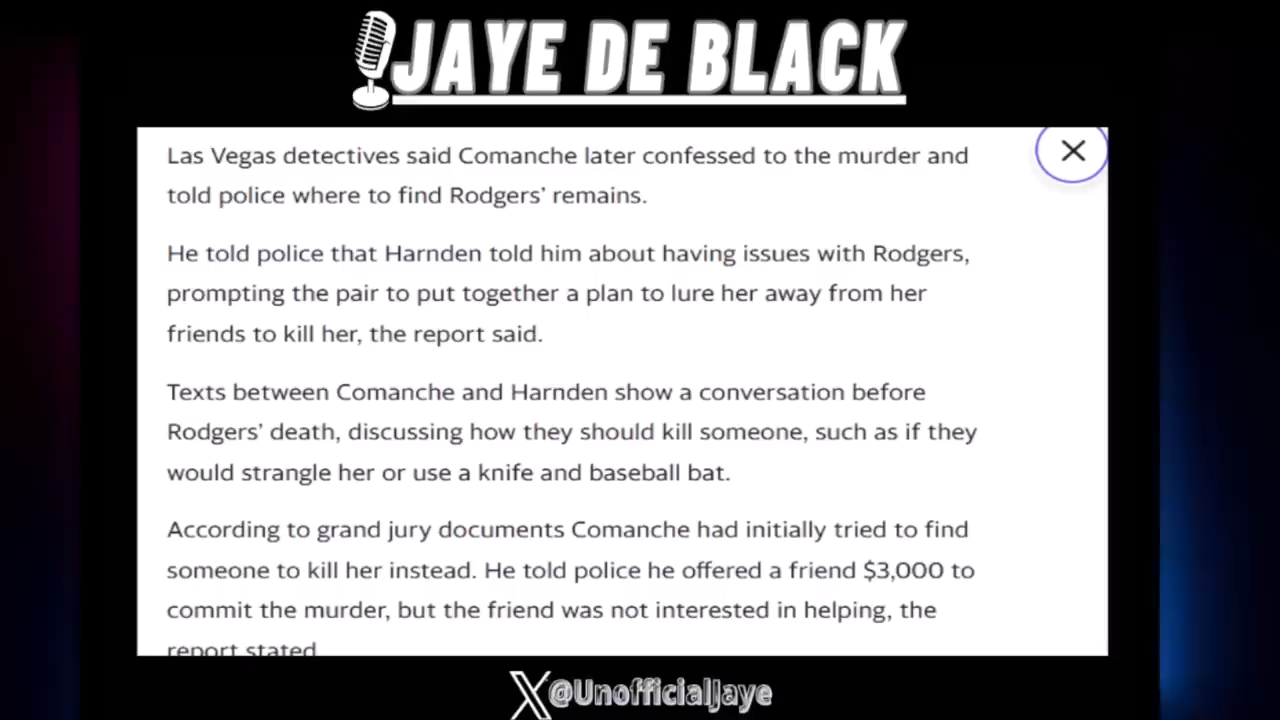 JAYE DE BLACK
Las Vegas detectives said Comanche later confessed to the murder and
told police where to find Rodgers’ remains.
He told police that Harnden told him about having issues with Rodgers,
prompting the pair to put together a plan to lure her away from her
friends to kill her, the report said.
Texts between Comanche and Harnden show a conversation before
Rodgers’ death, discussing how they should kill someone, such as if they
would strangle her or use a knife and baseball bat.
According to grand jury documents Comanche had initially tried to find
someone to kill her instead. He told police he offered a friend $3,000 to
commit the murder, but the friend was not interested in helping, the
report stated
X@UnofficialJaye